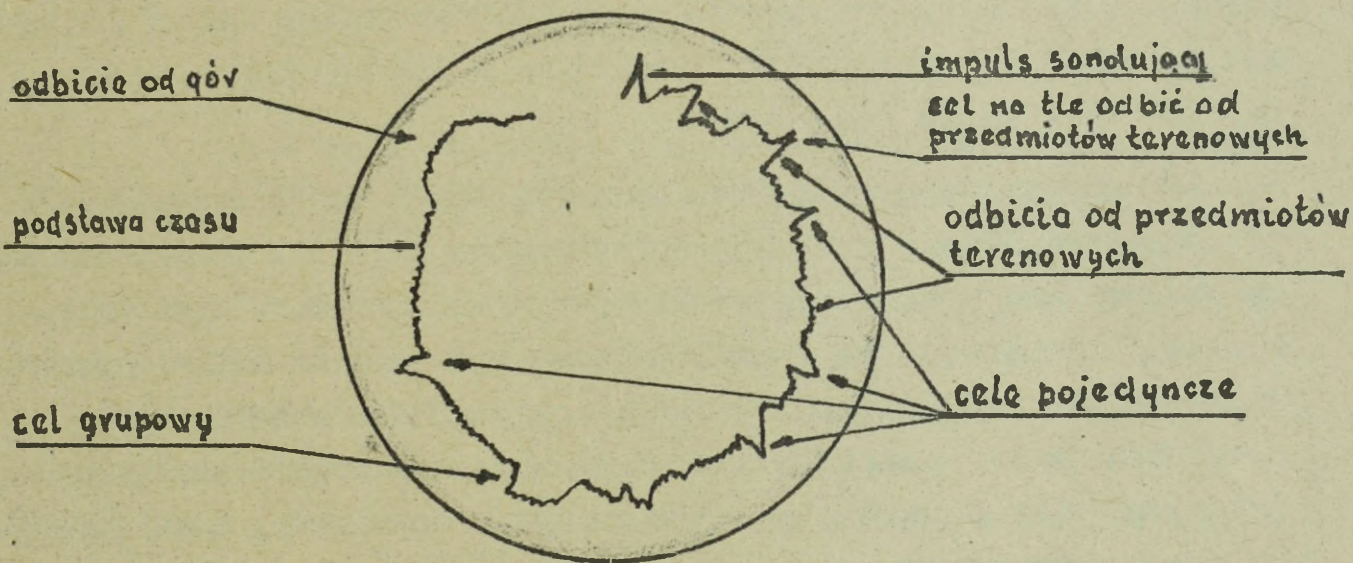 odbicie od gór
podstawa czasu
cel grupowy
impuls sondujący
cel na tle odbić od
przedmiotów terenowych
odbicia od przedmiotów
terenowych
cele pojedyncze